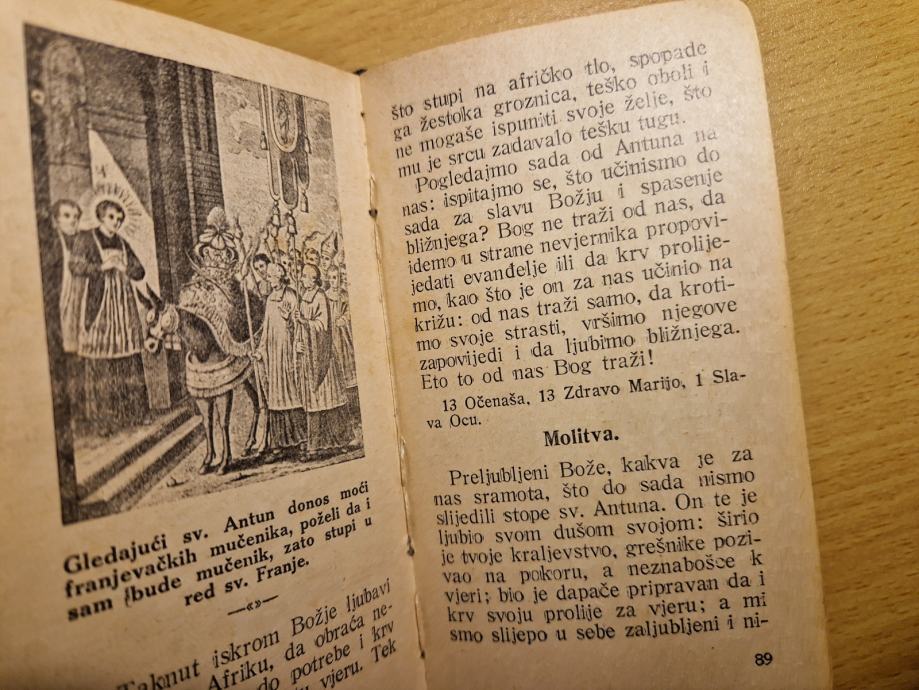 Gledajući sv. Antun donos moći
franjevačkih mučenika, poželi da i
sam bude mučenik, zato stupi u
red sv. Franje.
—«»—
Taknut iskrom Božje ljubavi
Afriku, da obraća ne-
do potrebe i krv
vjeru. Tek
što stupi na afričko tlo, spopade
ga žestoka groznica, teško oboli i
ne mogaše ispuniti svoje želje, što
mu je srcu zadavalo tešku tugu.
Pogledajmo sada od Antuna na
nas: ispitajmo se, što učinismo do
sada za slavu Božju i spasenje
bližnjega? Bog ne traži od nas, da
idemo u strane nevjernika propovi-
jedati evanđelje ili da krv prolije-
mo, kao što je on za nas učinio na
križu: od nas traži samo, da kroti-
mo svoje strasti, vršimo njegove
zapovijedi i da ljubimo bližnjega.
Eto to od nas Bog traži!
13 Očenaša, 13 Zdravo Marijo, 1 Sla-
va Ocu.
Molitva.
Preljubljeni Bože, kakva je za
nas sramota, što do sada nismo
slijedili stope sv. Antuna. On te je
ljubio svom dušom svojom: širio
je tvoje kraljevstvo, grešnike pozi-
vao na pokoru, a neznabošce k
vjeri; bio je dapače pripravan da i
krv svoju prolije za vjeru; a mi
smo slijepo u sebe zaljubljeni i ni-
89